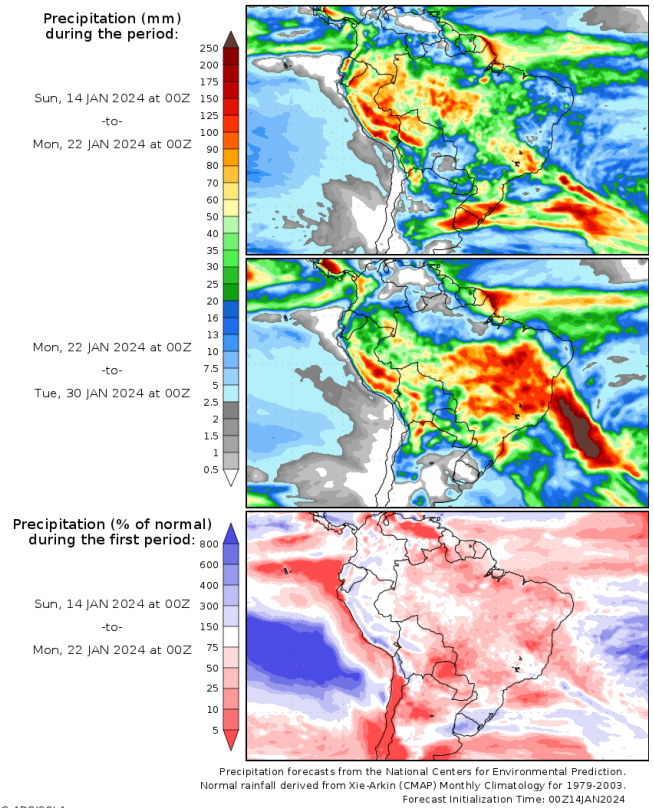 Precipitation (mm)
during the period:
250
200
175
150
125
100
90
80
70
60
50
40
35
30
25
20
16
13
10
7.5
5
2.5
2
1.5
1
0.5
Sun, 14 JAN 2024 at 00Z
-to-
Mon, 22 JAN 2024 at 00Z
Mon, 22 JAN 2024 at 00Z
-to-
Tue, 30 JAN 2024 at 00Z
Precipitation (% of normal)
during the first period:
800
600
400
300
150
75
50
25
10
5
Sun, 14 JAN 2024 at 00Z
-to-
Mon, 22 JAN 2024 at 00Z
Precipitation forecasts from the National Centers for Environmental Prediction.
Normal rainfall derived from Xie-Arkin (CMAP) Monthly Climatology for 1979-2003.
Forecast Initialization Time: 00Z14JAN2024